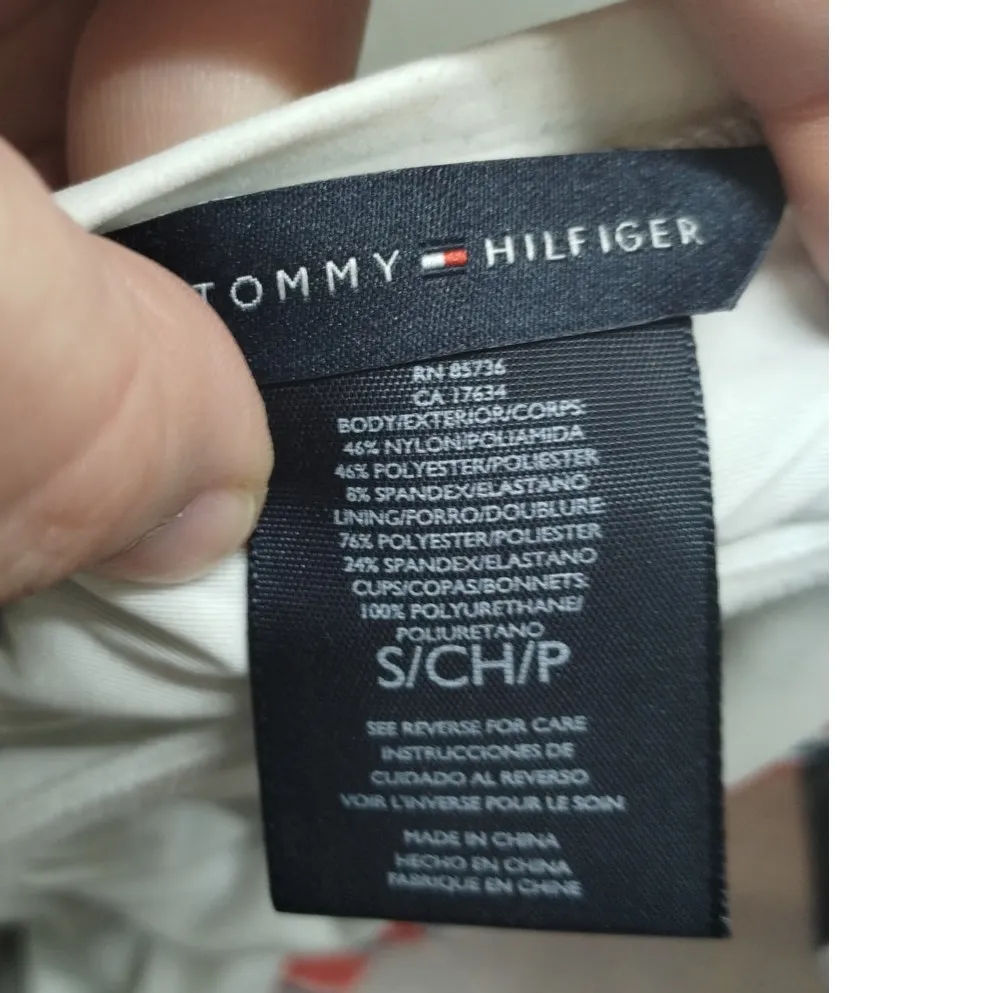 TOMMY HILFIGER
RN 85736
CA 17634
BODY/EXTERIOR/CORPS:
46% NYLON/POLIAMIDA
46% POLYESTER/POLIESTER
8% SPANDEX/ELASTANO
LINING/FORRO/DOUBLURE:
76% POLYESTER/POLIESTER
24% SPANDEX/ELASTANO
CUPS/COPAS/BONNETS:
100% POLYURETHANE/
POLIURETANO
S/CH/P
SEE REVERSE FOR CARE
INSTRUCCIONES DE
CUIDADO AL REVERSO
VOIR L'INVERSE POUR LE SOIN
MADE IN CHINA
HECHO EN CHINA
FABRIQUE EN CHINE